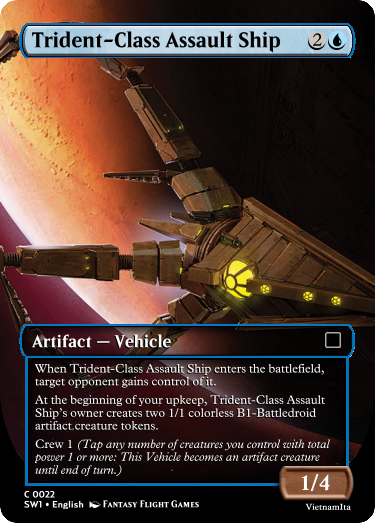 Trident-Class Assault Ship 2
Artifact — Vehicle
When Trident-Class Assault Ship enters the battlefield,
target opponent gains control of it.
At the beginning of your upkeep, Trident-Class Assault
Ship's owner creates two 1/1 colorless B1-Battledroid
artifact creature tokens.
Crew 1 (Tap any number of creatures you control with total
power 1 or more: This Vehicle becomes an artifact creature
until end of turn.)
1/4
C 0022
SW1 • English Fantasy Flight Games
VietnamIta